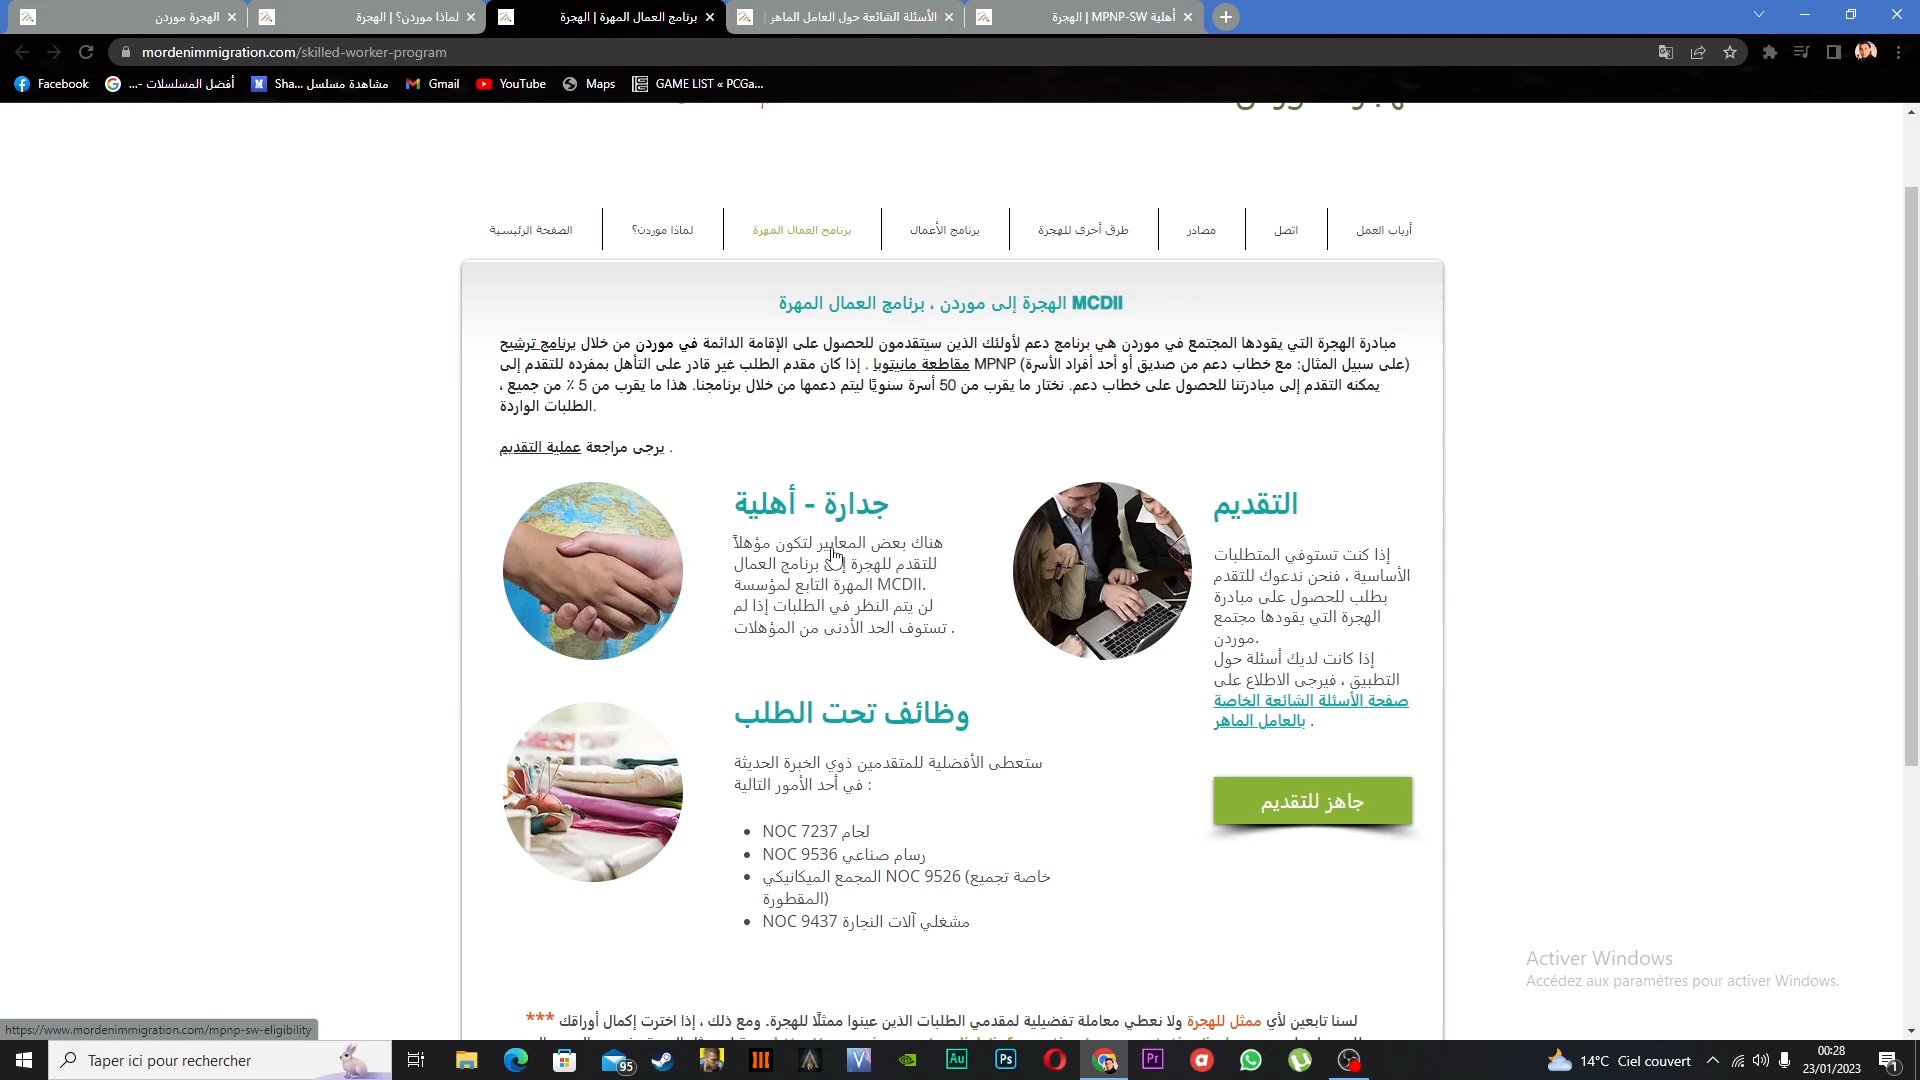 الهجرة موردن
لماذا موردن؟ | الهجرة
برنامج العمال المهرة | الهجرة
الأسئلة الشائعة حول العامل الماهر |
أهلية MPNP-SW | الهجرة
mordenimmigration.com/skilled-worker-program
Facebook
أفضل المسلسلات -...
مشاهدة مسلسل Sha...
Gmail
YouTube
Maps
GAME LIST « PCGa...
الصفحة الرئيسية
لماذا موردن؟
برنامج العمال المهرة
برنامج الأعمال
طرق أخرى للهجرة
مصادر
اتصل
أرباب العمل
MCDII الهجرة إلى موردن ، برنامج العمال المهرة
مبادرة الهجرة التي يقودها المجتمع في موردن هي برنامج دعم لأولئك الذين سيتقدمون للحصول على الإقامة الدائمة في موردن من خلال برنامج ترشيح
(على سبيل المثال: مع خطاب دعم من صديق أو أحد أفراد الأسرة) MPNP مقاطعة مانيتوبا . إذا كان مقدم الطلب غير قادر على التأهل بمفرده للتقدم إلى
يمكنه التقدم إلى مبادرتنا للحصول على خطاب دعم. نختار ما يقرب من 50 أسرة سنويًا ليتم دعمها من خلال برنامجنا. هذا ما يقرب من 5 ٪ من جميع ،
الطلبات الواردة.
يرجى مراجعة عملية التقديم .
جدارة - أهلية
هناك بعض المعايير لتكون مؤهلاً
للتقدم للهجرة برنامج العمال
المهرة التابع لمؤسسة MCDII.
لن يتم النظر في الطلبات إذا لم
تستوف الحد الأدنى من المؤهلات .
التقديم
إذا كنت تستوفي المتطلبات
الأساسية ، فنحن ندعوك للتقدم
بطلب للحصول على مبادرة
الهجرة التي يقودها مجتمع
موردن.
إذا كانت لديك أسئلة حول
التطبيق ، فيرجى الاطلاع على
صفحة الأسئلة الشائعة الخاصة
بالعامل الماهر .
جاهز للتقديم
وظائف تحت الطلب
ستعطى الأفضلية للمتقدمين ذوي الخبرة الحديثة
في أحد الأمور التالية :
NOC 7237 لحام
NOC 9536 رسام صناعي
المجمع الميكانيكي NOC 9526 (خاصة تجميع
المقطورة)
NOC 9437 مشغلي آلات النجارة
Activer Windows
Accédez aux paramètres pour activer Windows.
*** لسنا تابعين لأي ممثل للهجرة ولا نعطي معاملة تفضيلية لمقدمي الطلبات الذين عينوا ممثلًا للهجرة. ومع ذلك ، إذا اخترت إكمال أوراقك
https://www.mordenimmigration.com/mpnp-sw-eligibility
Taper ici pour rechercher
95
14°C Ciel couvert
00:28
23/01/2023
1